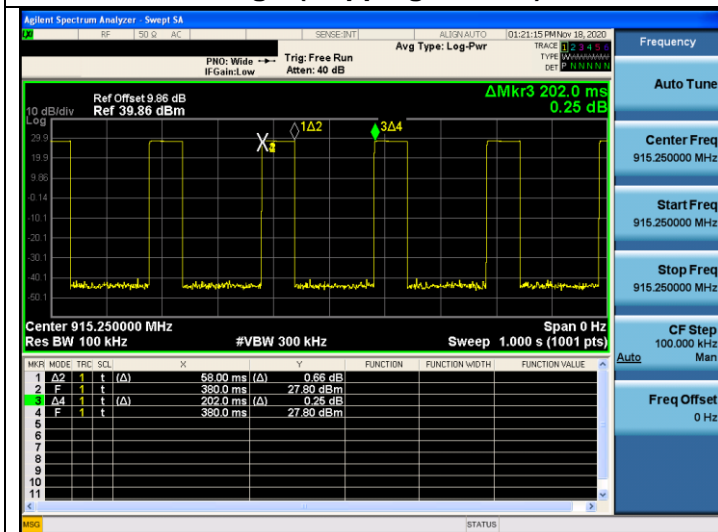 Agilent Spectrum Analyzer - Swept SA
RF 50 Ω AC SENSE:INT ALIGN AUTO 01:21:15 PM Nov 18, 2020
Avg Type: Log-Pwr TRACE 1 2 3 4 5 6
PNO: Wide Trig: Free Run TYPE
IFGain:Low Atten: 40 dB DET P N N N N N
Frequency
Auto Tune
Center Freq
915.250000 MHz
Start Freq
915.250000 MHz
Stop Freq
915.250000 MHz
CF Step
100.000 kHz
Auto Man
Freq Offset
0 Hz
Ref Offset 9.86 dB
10 dB/div Ref 39.86 dBm
Log
ΔMkr3 202.0 ms
0.25 dB
1Δ2
3Δ4
X
29.9
19.9
9.86
-0.14
-10.1
-20.1
-30.1
-40.1
-50.1
Center 915.250000 MHz Span 0 Hz
Res BW 100 kHz #VBW 300 kHz Sweep 1.000 s (1001 pts)
MKR MODE TRC SCL X Y FUNCTION FUNCTION WIDTH FUNCTION VALUE
1 Δ2 1 t (Δ) 58.00 ms (Δ) 0.66 dB
2 F 1 t 380.0 ms 27.80 dBm
3 Δ4 1 t (Δ) 202.0 ms (Δ) 0.25 dB
4 F 1 t 380.0 ms 27.80 dBm
5
6
7
8
9
10
11
MSG STATUS